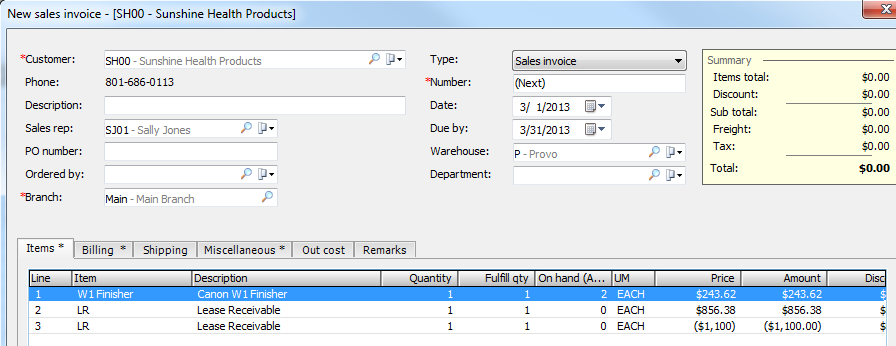 New sales invoice - [SH00 - Sunshine Health Products]
*Customer: SH00 - Sunshine Health Products Type: Sales invoice Summary
Phone: 801-686-0113 *Number: (Next) Items total: $0.00
Description: Date: 3/ 1/2013 Discount: $0.00
Sales rep: SJ01 - Sally Jones Due by: 3/31/2013 Sub total: $0.00
PO number: Warehouse: P - Provo Freight: $0.00
Ordered by: Department: Tax: $0.00
*Branch: Main - Main Branch Total: $0.00
Items * Billing * Shipping Miscellaneous * Out cost Remarks
Line Item Description Quantity Fulfill qty On hand (A... UM Price Amount Disc
1 W1 Finisher Canon W1 Finisher 1 1 2 EACH $243.62 $243.62 $
2 LR Lease Receivable 1 1 0 EACH $856.38 $856.38 $
3 LR Lease Receivable 1 1 0 EACH ($1,100) ($1,100.00) $